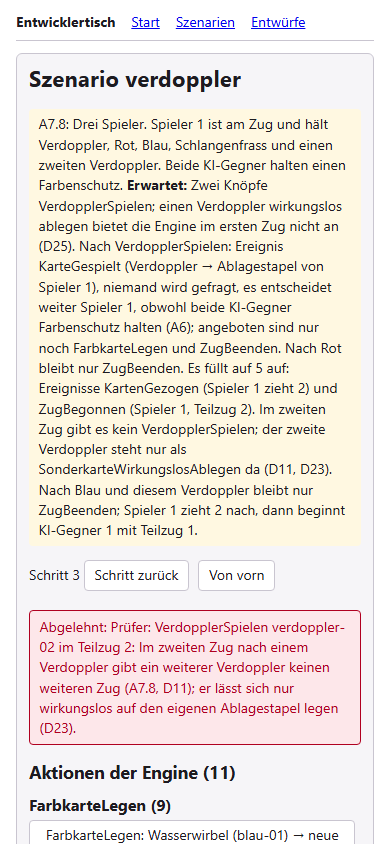 Entwicklertisch Start Szenarien Entwürfe
Szenario verdoppler
A7.8: Drei Spieler. Spieler 1 ist am Zug und hält
Verdoppler, Rot, Blau, Schlangenfrass und einen
zweiten Verdoppler. Beide KI-Gegner halten einen
Farbenschutz. Erwartet: Zwei Knöpfe
VerdopplerSpielen; einen Verdoppler wirkungslos
ablegen bietet die Engine im ersten Zug nicht an
(D25). Nach VerdopplerSpielen: Ereignis
KarteGespielt (Verdoppler → Ablagestapel von
Spieler 1), niemand wird gefragt, es entscheidet
weiter Spieler 1, obwohl beide KI-Gegner
Farbenschutz halten (A6); angeboten sind nur
noch FarbkarteLegen und ZugBeenden. Nach Rot
bleibt nur ZugBeenden. Es füllt auf 5 auf:
Ereignisse KartenGezogen (Spieler 1 zieht 2) und
ZugBegonnen (Spieler 1, Teilzug 2). Im zweiten
Zug gibt es kein VerdopplerSpielen; der zweite
Verdoppler steht nur als
SonderkarteWirkungslosAblegen da (D11, D23).
Nach Blau und diesem Verdoppler bleibt nur
ZugBeenden; Spieler 1 zieht 2 nach, dann beginnt
KI-Gegner 1 mit Teilzug 1.
Schritt 3 Schritt zurück Von vorn
Abgelehnt: Prüfer: VerdopplerSpielen verdoppler-
02 im Teilzug 2: Im zweiten Zug nach einem
Verdoppler gibt ein weiterer Verdoppler keinen
weiteren Zug (A7.8, D11); er lässt sich nur
wirkungslos auf den eigenen Ablagestapel legen
(D23).
Aktionen der Engine (11)
FarbkarteLegen (9)
FarbkarteLegen: Wasserwirbel (blau-01) → neue